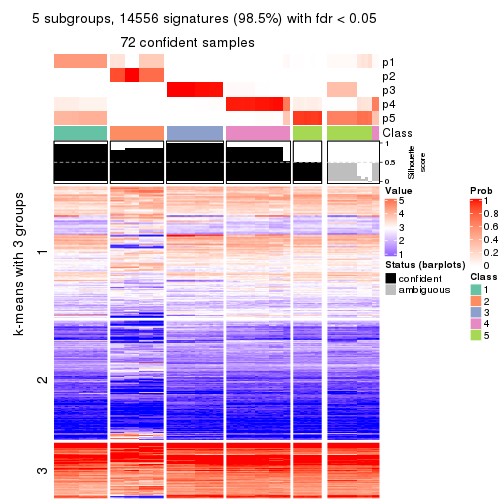 5 subgroups, 14556 signatures (98.5%) with fdr < 0.05
72 confident samples
p1
p2
p3
p4
p5
Class
1
0.5
0
Silhouette
score
k-means with 3 groups
1
2
3
Value
5
4
3
2
1
Status (barplots)
confident
ambiguous
Prob
1
0.8
0.6
0.4
0.2
0
Class
1
2
3
4
5